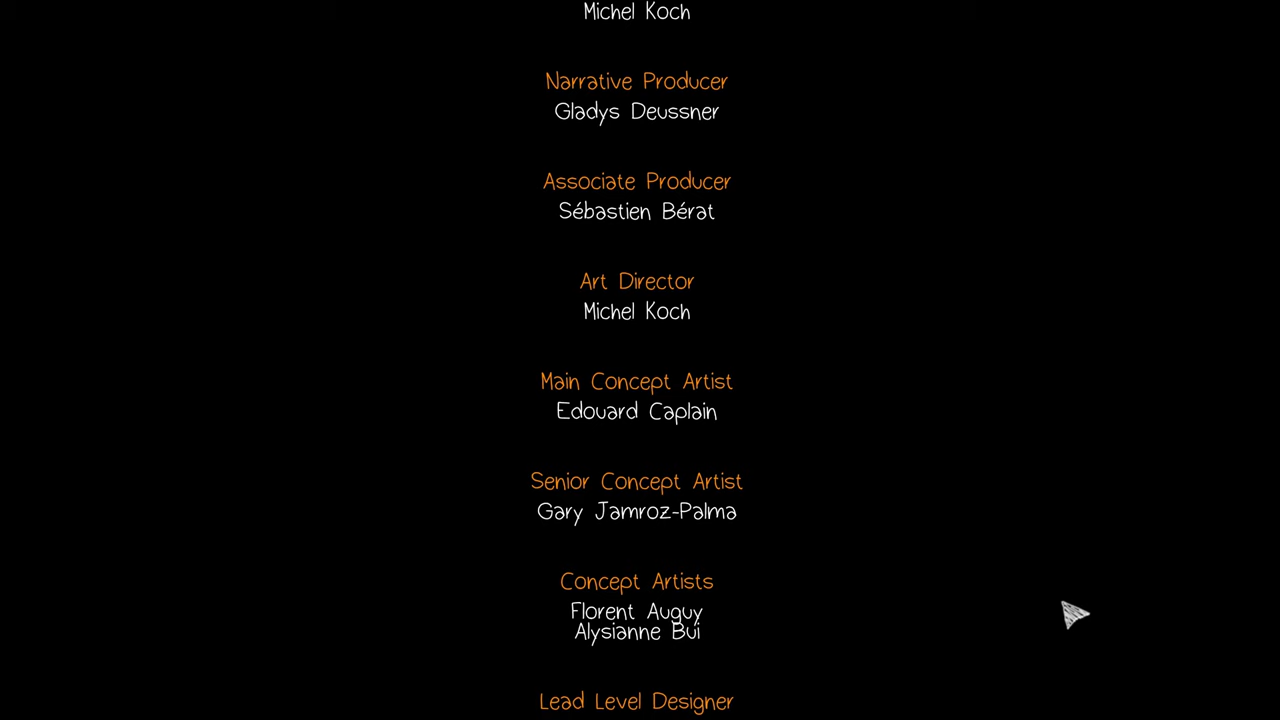 Michel Koch
Narrative Producer
Gladys Deussner
Associate Producer
Sébastien Bérat
Art Director
Michel Koch
Main Concept Artist
Edouard Caplain
Senior Concept Artist
Gary Jamroz-Palma
Concept Artists
Florent Auguy
Alysianne Bui
Lead Level Designer